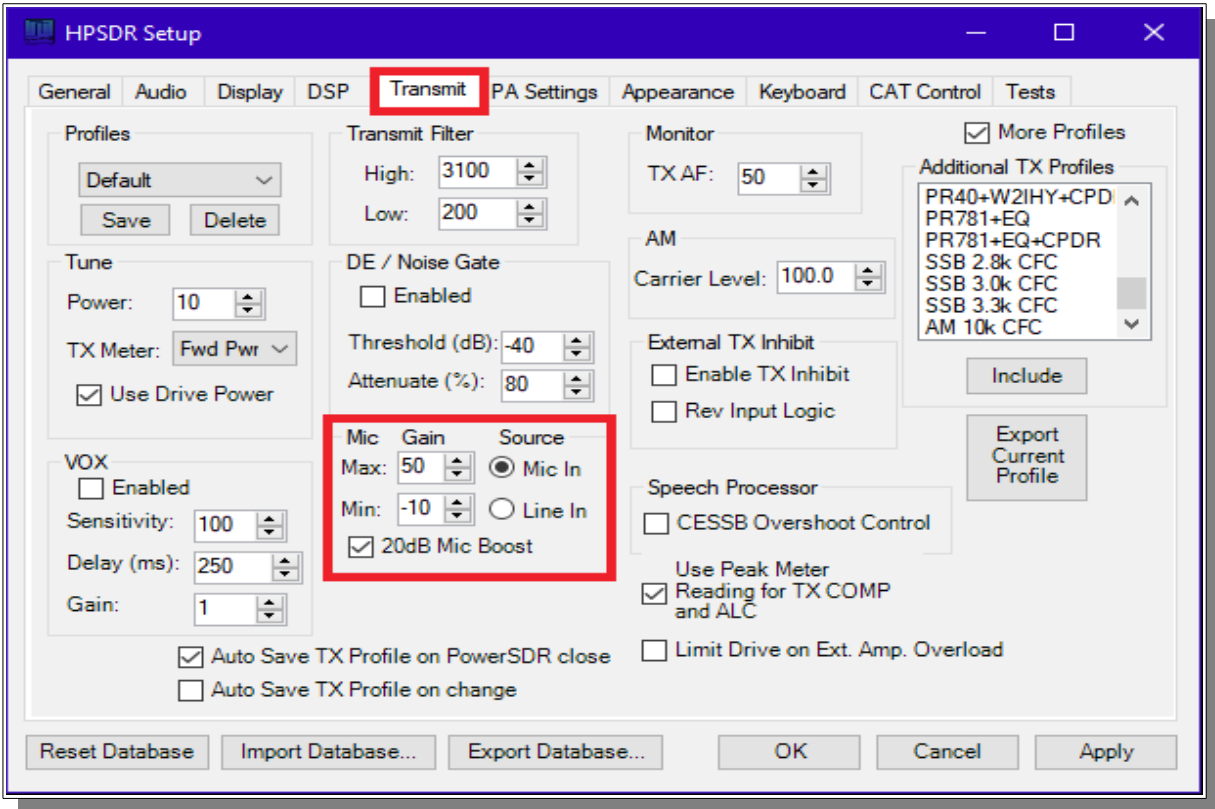 HPSDR Setup
General Audio Display DSP Transmit PA Settings Appearance Keyboard CAT Control Tests
Profiles
Default
Save Delete
Tune
Power: 10
TX Meter: Fwd Pwr
Use Drive Power
VOX
Enabled
Sensitivity: 100
Delay (ms): 250
Gain: 1
Transmit Filter
High: 3100
Low: 200
DE / Noise Gate
Enabled
Threshold (dB): -40
Attenuate (%): 80
Mic Gain Source
Max: 50 Mic In
Min: -10 Line In
20dB Mic Boost
Monitor
TX AF: 50
AM
Carrier Level: 100.0
External TX Inhibit
Enable TX Inhibit
Rev Input Logic
Speech Processor
CESSB Overshoot Control
Use Peak Meter
Reading for TX COMP
and ALC
Limit Drive on Ext. Amp. Overload
More Profiles
Additional TX Profiles
PR40+W2IHY+CPD
PR781+EQ
PR781+EQ+CPDR
SSB 2.8k CFC
SSB 3.0k CFC
SSB 3.3k CFC
AM 10k CFC
Include
Export
Current
Profile
Auto Save TX Profile on PowerSDR close
Auto Save TX Profile on change
Reset Database Import Database... Export Database... OK Cancel Apply